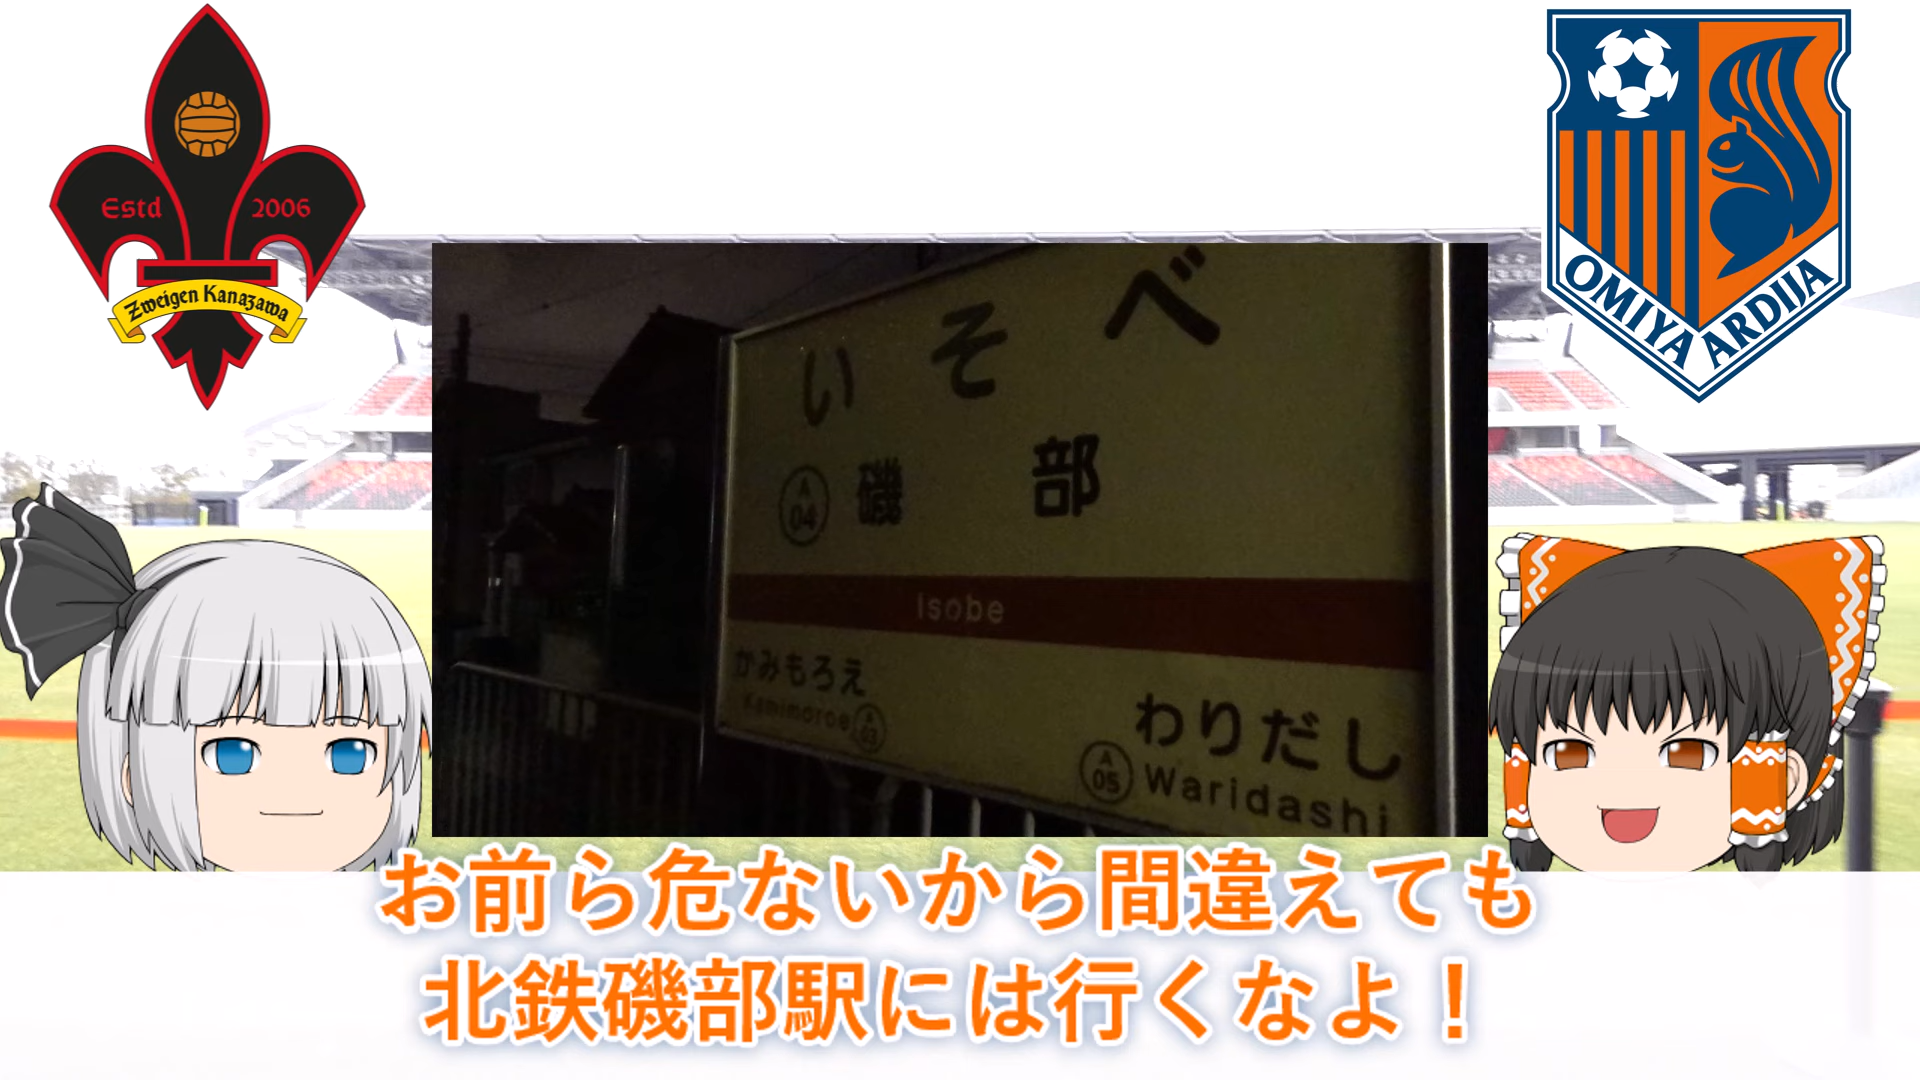 Estd 2006
Zweigen Kanazawa
OMIYA ARDIJA
いそべ
A
04
磯部
Isobe
かみもろえ
Kamimoroe
A
03
わりだし
A
05
Waridashi
お前ら危ないから間違えても
北鉄磯部駅には行くなよ！